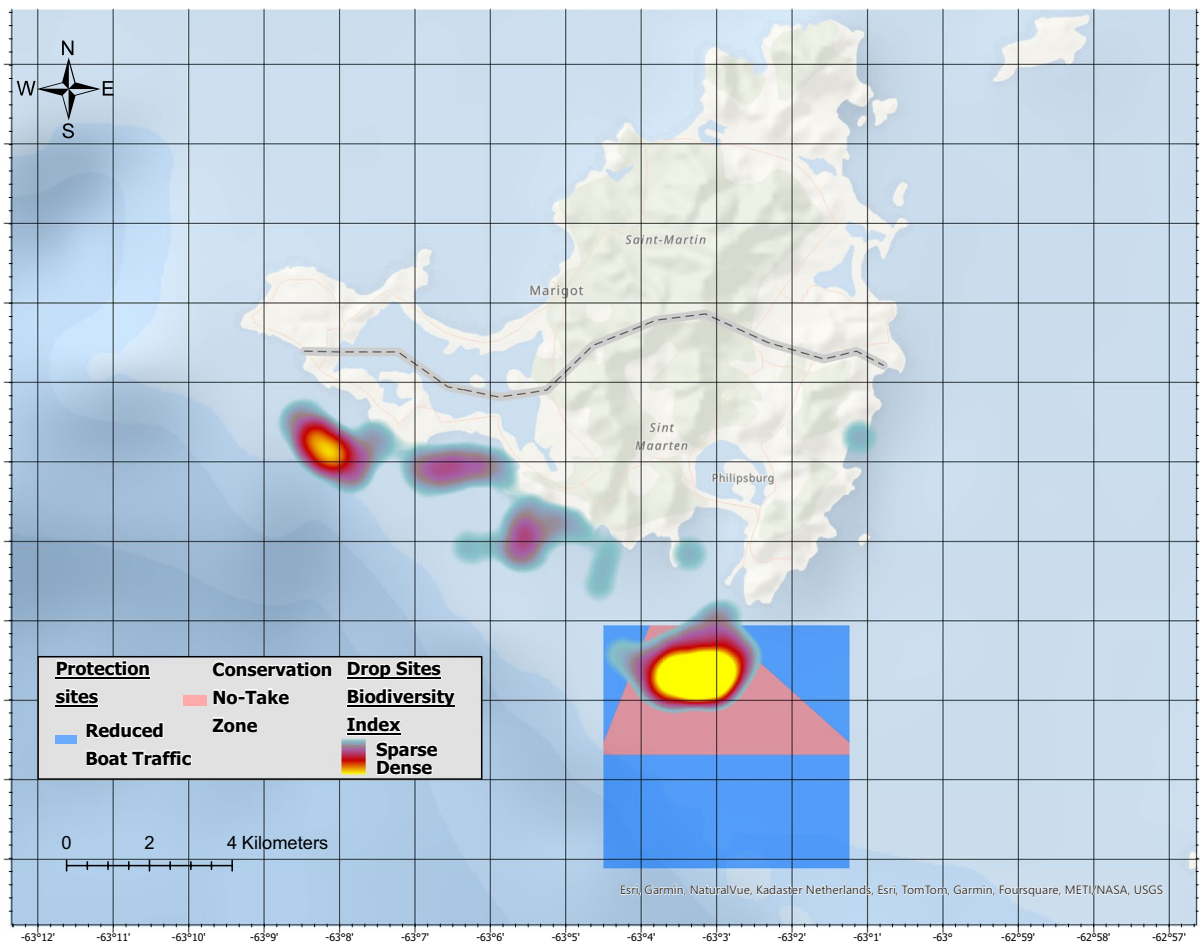 N
W E
S
Saint-Martin
Marigot
Sint
Maarten
Philipsburg
Protection
sites
Reduced
Boat Traffic
Conservation
No-Take
Zone
Drop Sites
Biodiversity
Index
Sparse
Dense
0 2 4 Kilometers
Esri, Garmin, NaturalVue, Kadaster Netherlands, Esri, TomTom, Garmin, Foursquare, METI/NASA, USGS
-63°12' -63°11' -63°10' -63°9' -63°8' -63°7' -63°6' -63°5' -63°4' -63°3' -63°2' -63°1' -63° -62°59' -62°58' -62°57'